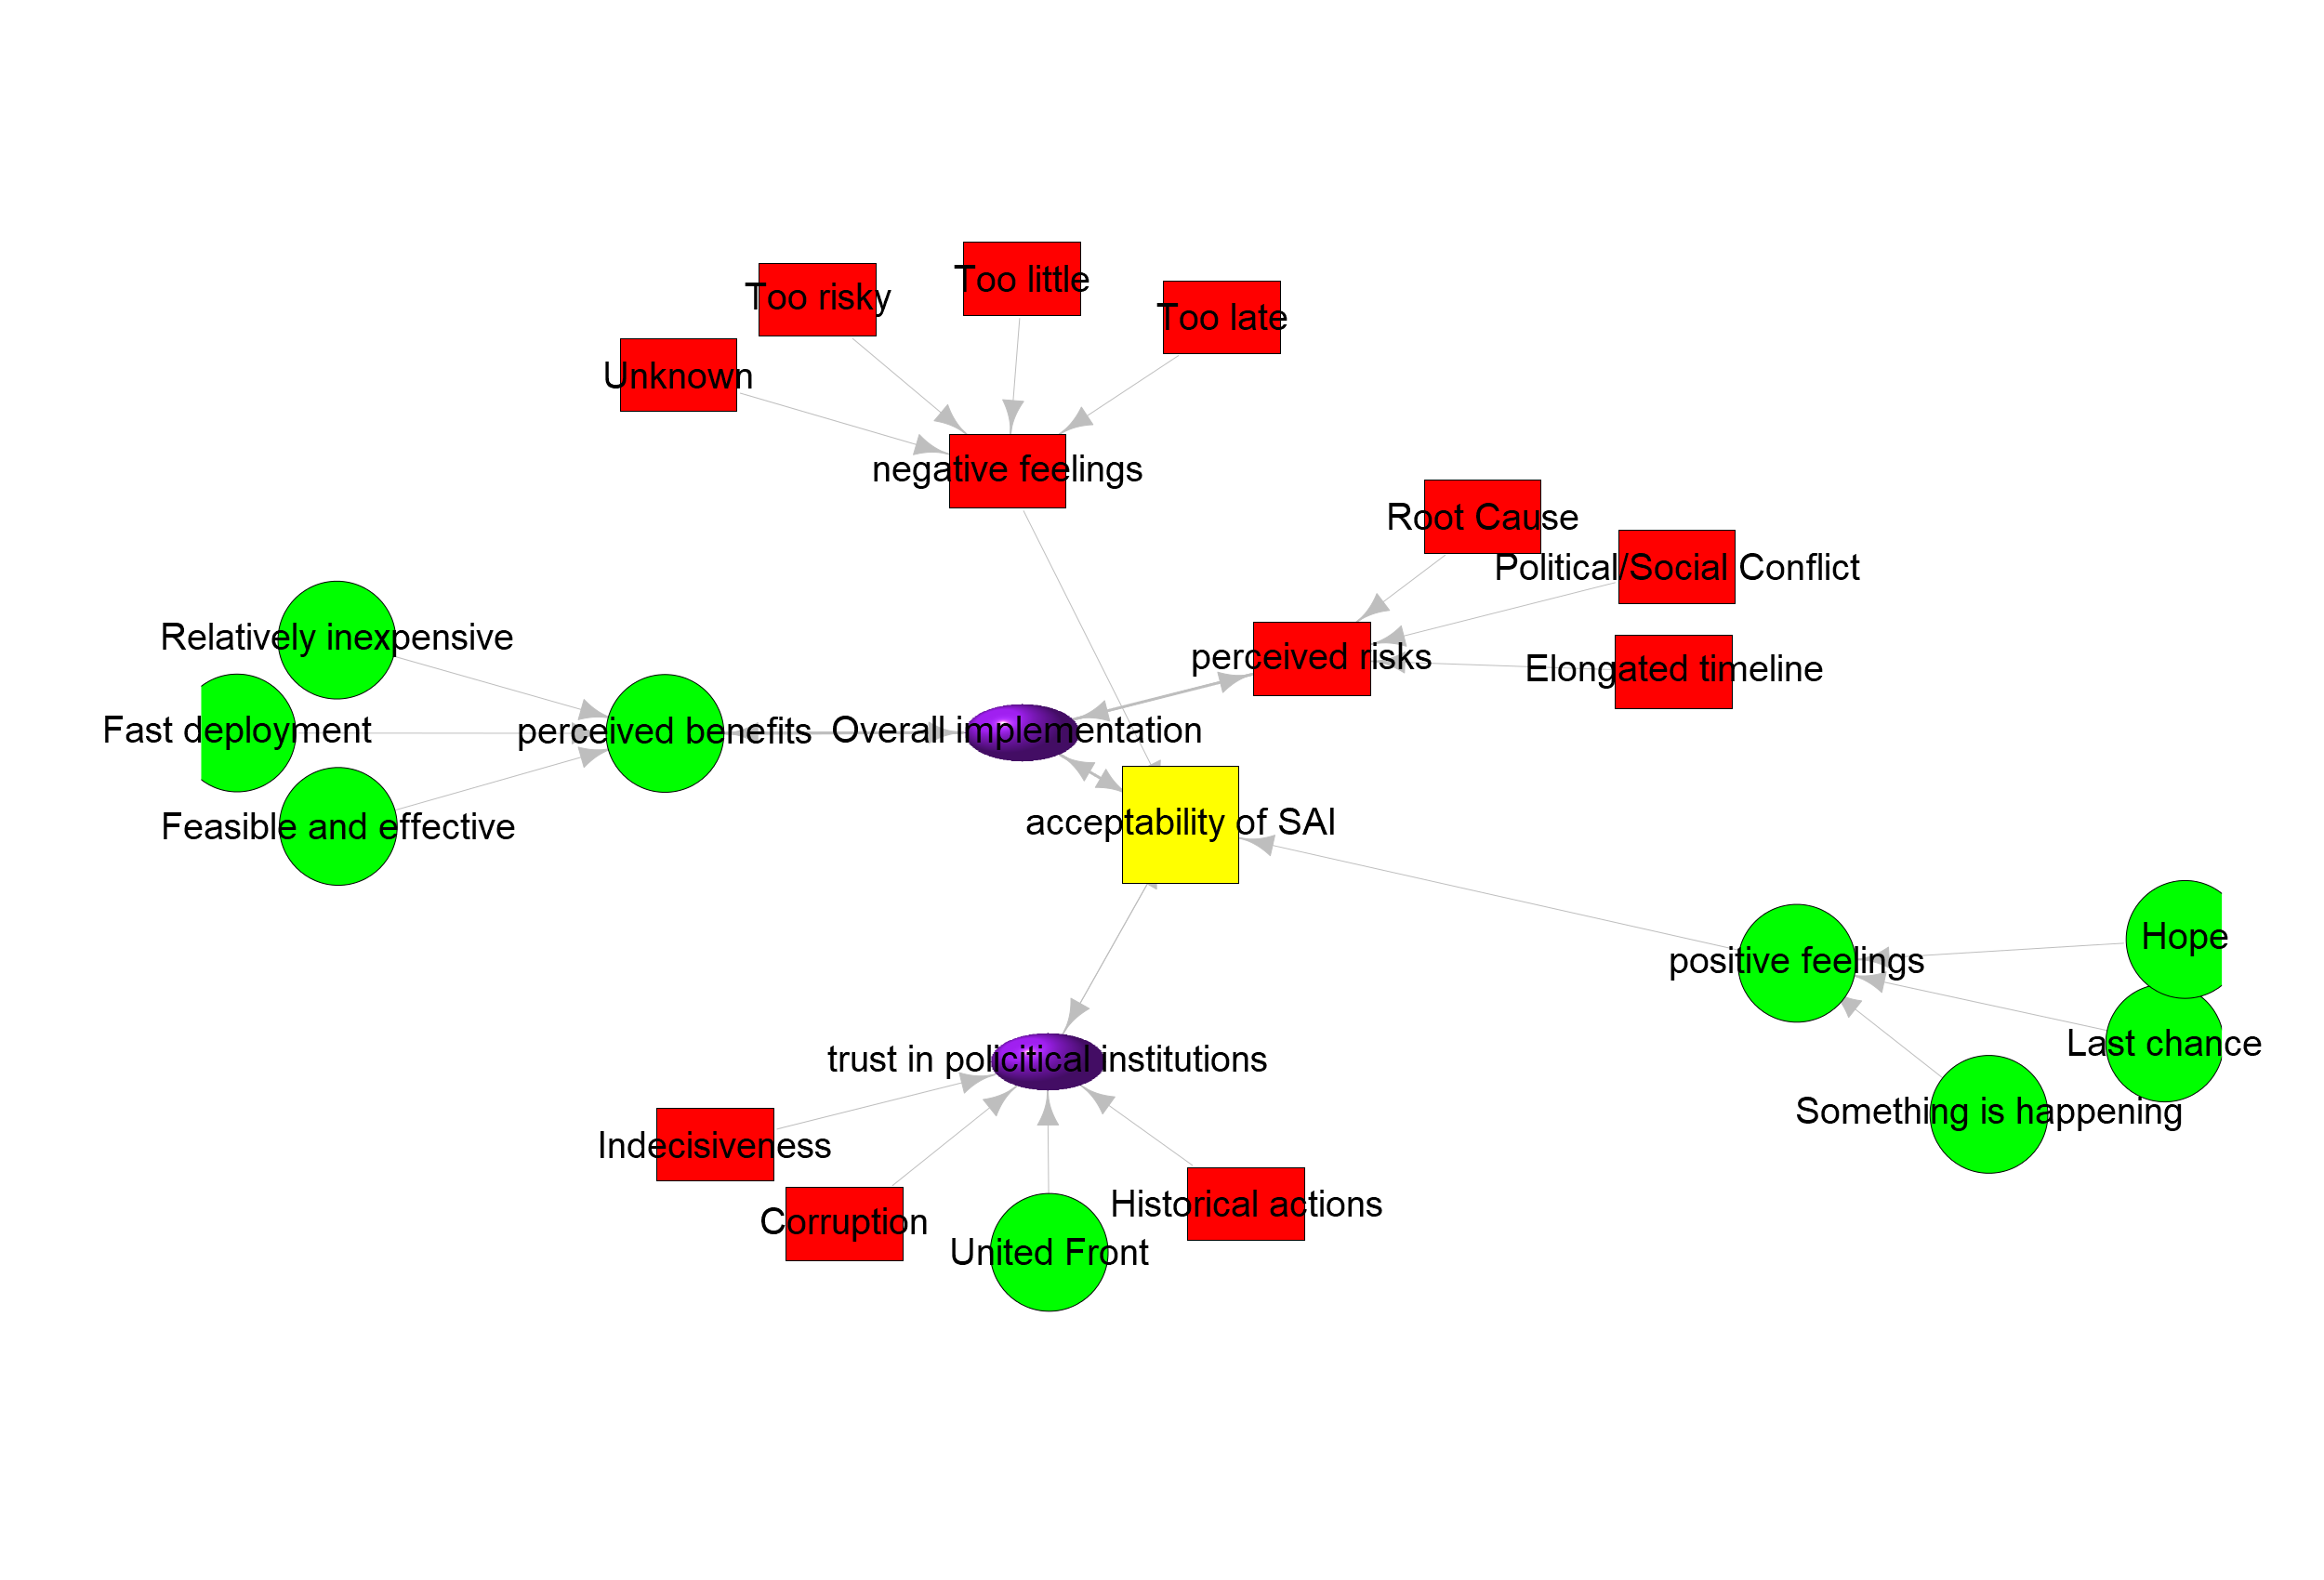 Too little
Too risky
Too late
Unknown
negative feelings
Root Cause
Political/Social Conflict
Relatively inexpensive
perceived risks
Elongated timeline
Fast deployment
perceived benefits
Overall implementation
Feasible and effective
acceptability of SAI
Hope
positive feelings
Last chance
trust in policitical institutions
Something is happening
Indecisiveness
Historical actions
Corruption
United Front